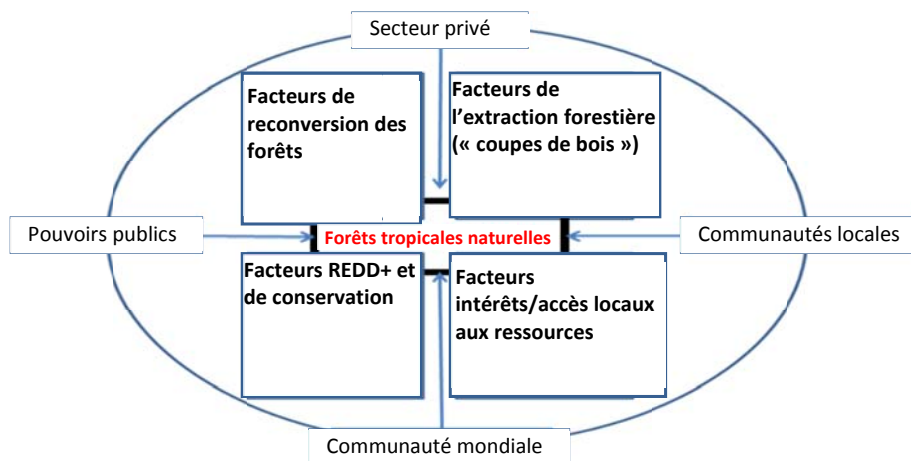 Secteur privé
Facteurs de
reconversion des
forêts
Facteurs de
l’extraction forestière
(« coupes de bois »)
Pouvoirs publics
Forêts tropicales naturelles
Communautés locales
Facteurs REDD+ et
de conservation
Facteurs
intérêts/accès locaux
aux ressources
Communauté mondiale